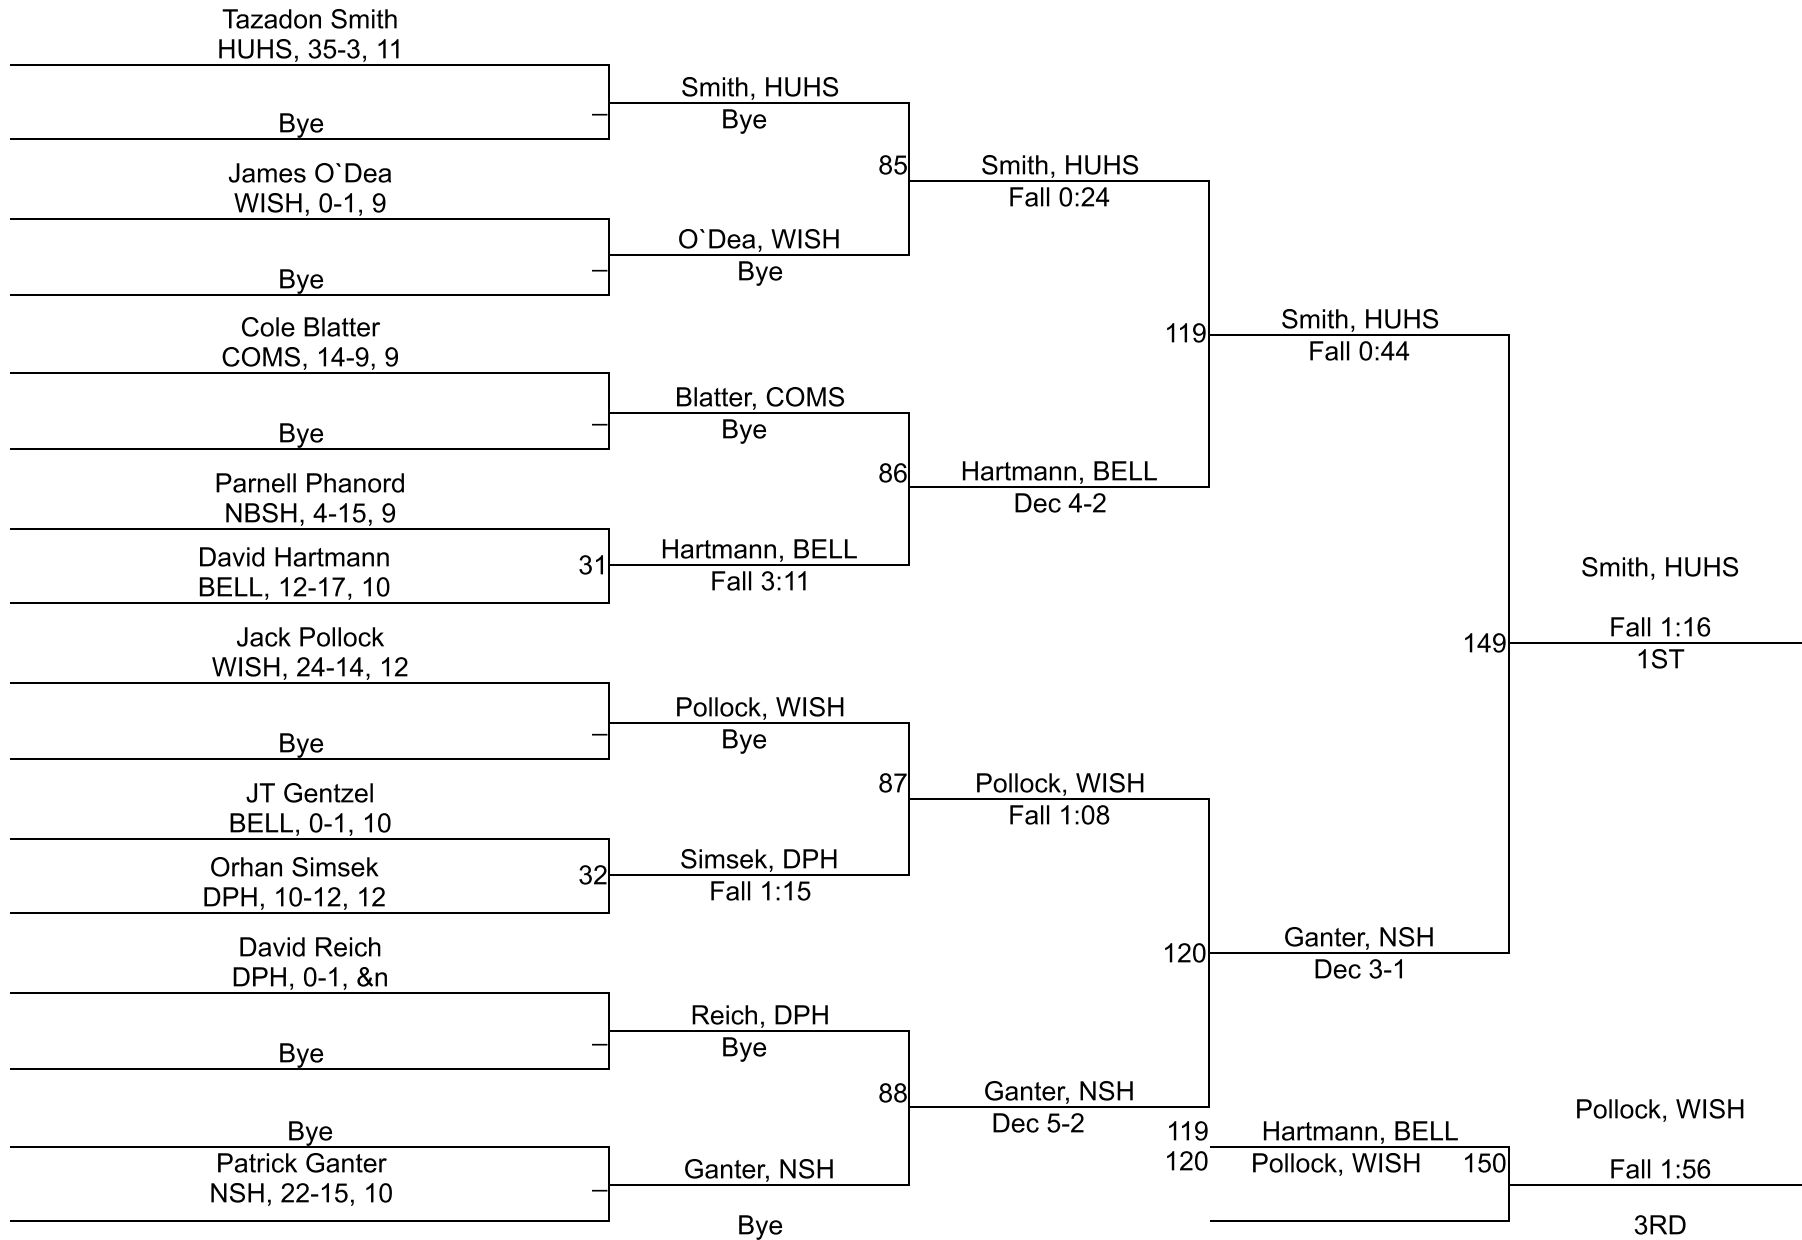 Tazadon Smith
HUHS, 35-3, 11
Bye
James O`Dea
WISH, 0-1, 9
Bye
Cole Blatter
COMS, 14-9, 9
Bye
Parnell Phanord
NBSH, 4-15, 9
David Hartmann
BELL, 12-17, 10
Jack Pollock
WISH, 24-14, 12
Bye
JT Gentzel
BELL, 0-1, 10
Orhan Simsek
DPH, 10-12, 12
David Reich
DPH, 0-1, &n
Bye
Bye
Patrick Ganter
NSH, 22-15, 10
Smith, HUHS
Bye
O`Dea, WISH
Bye
Blatter, COMS
Bye
31
Hartmann, BELL
Fall 3:11
Pollock, WISH
Bye
32
Simsek, DPH
Fall 1:15
Reich, DPH
Bye
Ganter, NSH
Bye
85
Smith, HUHS
Fall 0:24
86
Hartmann, BELL
Dec 4-2
87
Pollock, WISH
Fall 1:08
88
Ganter, NSH
Dec 5-2
119
Smith, HUHS
Fall 0:44
120
Ganter, NSH
Dec 3-1
119
Hartmann, BELL
120
Pollock, WISH
149
Smith, HUHS
Fall 1:16
1ST
150
Pollock, WISH
Fall 1:56
3RD